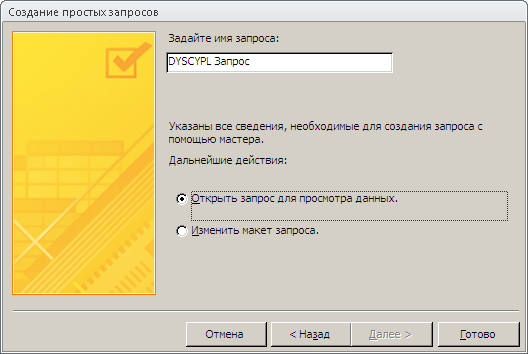 Создание простых запросов
Задайте имя запроса:
DYSCYPL Запрос
Указаны все сведения, необходимые для создания запроса с
помощью мастера.
Дальнейшие действия:
Открыть запрос для просмотра данных.
Изменить макет запроса.
Отмена
< Назад
Далее >
Готово